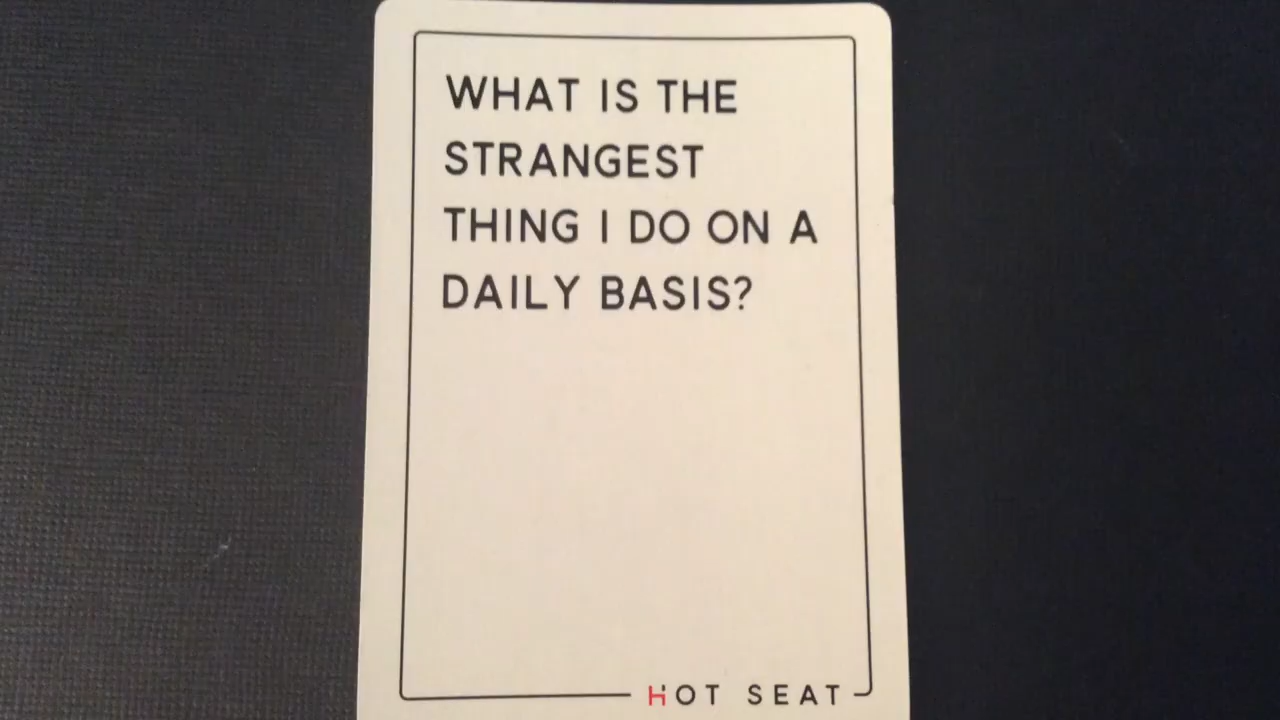 WHAT IS THE
STRANGEST
THING I DO ON A
DAILY BASIS?
HOT SEAT